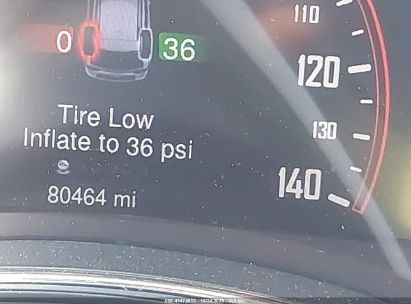 110
0 36
120
Tire Low
Inflate to 36 psi
130
80464 mi
140